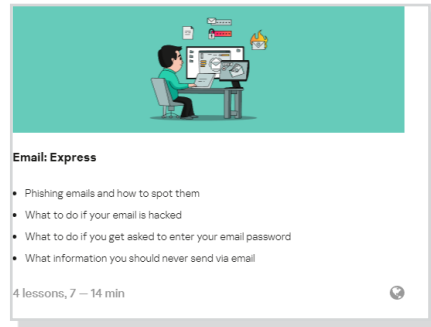 Email: Express
• Phishing emails and how to spot them
• What to do if your email is hacked
• What to do if you get asked to enter your email password
• What information you should never send via email
4 lessons, 7 — 14 min